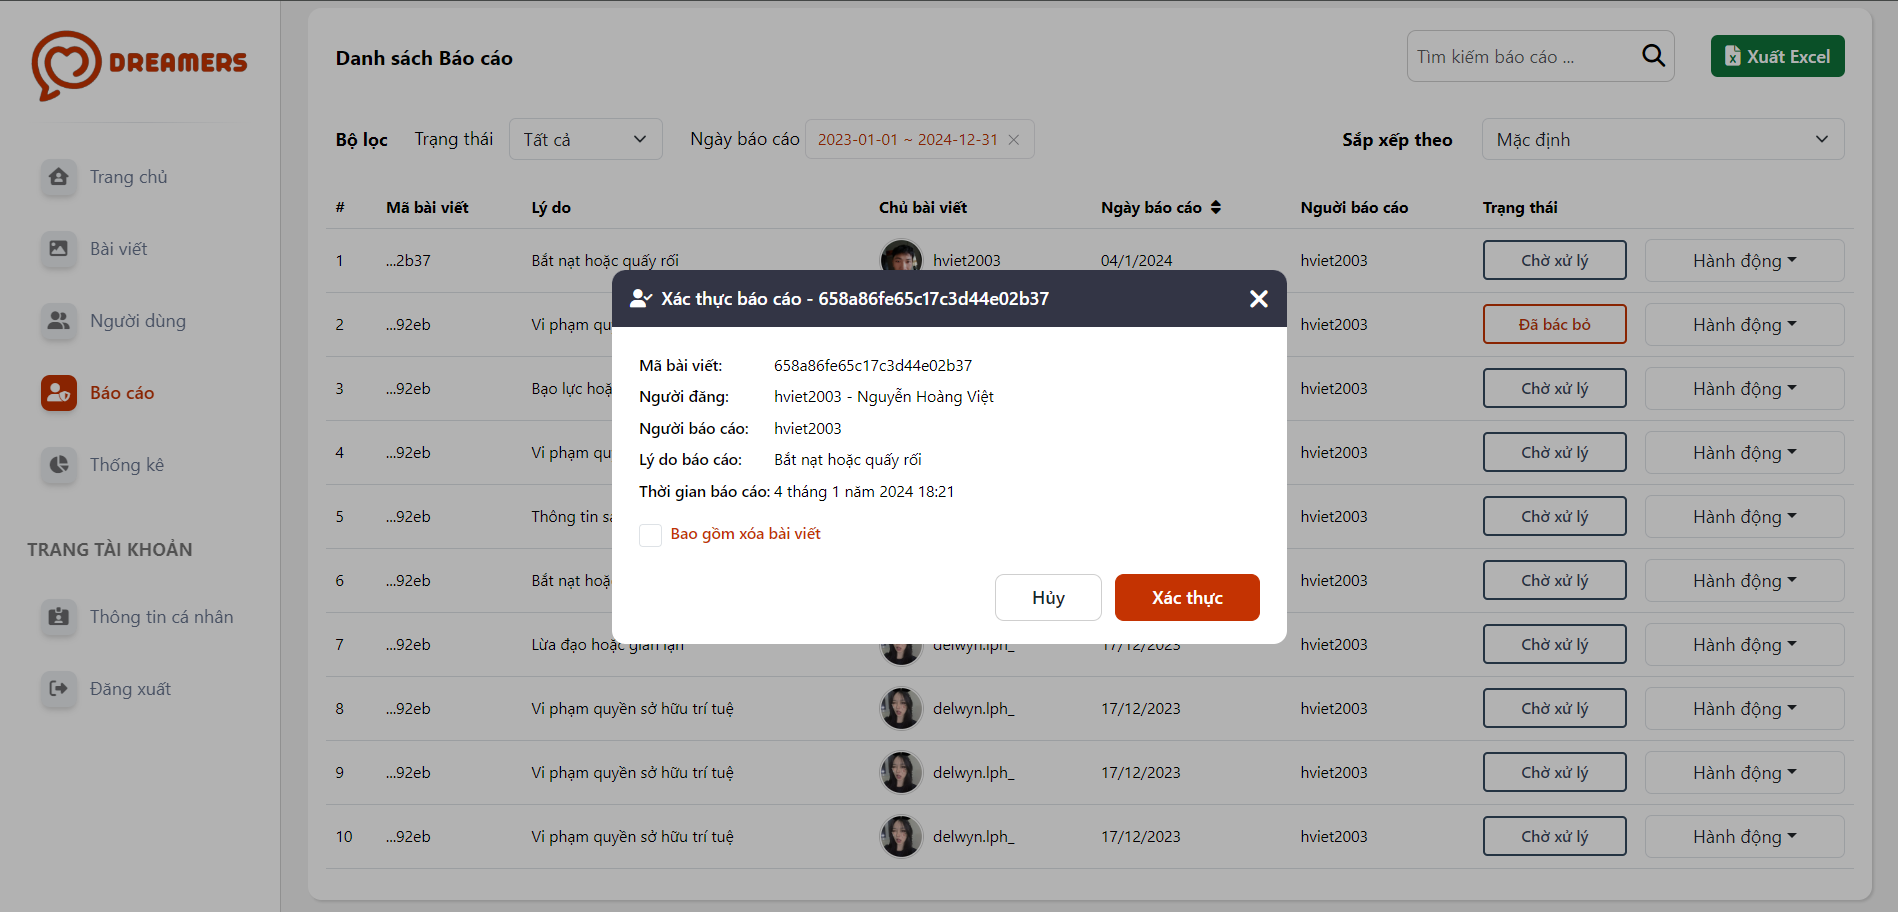 DREAMERS
Trang chủ
Bài viết
Người dùng
Báo cáo
Thống kê
TRANG TÀI KHOẢN
Thông tin cá nhân
Đăng xuất
Danh sách Báo cáo
Tìm kiếm báo cáo ...
Xuất Excel
Bộ lọc Trạng thái Tất cả Ngày báo cáo 2023-01-01 ~ 2024-12-31 Sắp xếp theo Mặc định
# Mã bài viết Lý do Chủ bài viết Ngày báo cáo Người báo cáo Trạng thái
1 ...2b37 Bắt nạt hoặc quấy rối hviet2003 04/1/2024 hviet2003 Chờ xử lý Hành động
2 ...92eb Vi phạm hviet2003 Đã bác bỏ Hành động
3 ...92eb Bạo lực hviet2003 Chờ xử lý Hành động
4 ...92eb Vi phạm hviet2003 Chờ xử lý Hành động
5 ...92eb Thông tin hviet2003 Chờ xử lý Hành động
6 ...92eb Bắt nạt hviet2003 Chờ xử lý Hành động
7 ...92eb Lừa đạo hoặc gian lận delwyn.lph_ 17/12/2023 hviet2003 Chờ xử lý Hành động
8 ...92eb Vi phạm quyền sở hữu trí tuệ delwyn.lph_ 17/12/2023 hviet2003 Chờ xử lý Hành động
9 ...92eb Vi phạm quyền sở hữu trí tuệ delwyn.lph_ 17/12/2023 hviet2003 Chờ xử lý Hành động
10 ...92eb Vi phạm quyền sở hữu trí tuệ delwyn.lph_ 17/12/2023 hviet2003 Chờ xử lý Hành động
Xác thực báo cáo - 658a86fe65c17c3d44e02b37
Mã bài viết: 658a86fe65c17c3d44e02b37
Người đăng: hviet2003 - Nguyễn Hoàng Việt
Người báo cáo: hviet2003
Lý do báo cáo: Bắt nạt hoặc quấy rối
Thời gian báo cáo: 4 tháng 1 năm 2024 18:21
Bao gồm xóa bài viết
Hủy
Xác thực